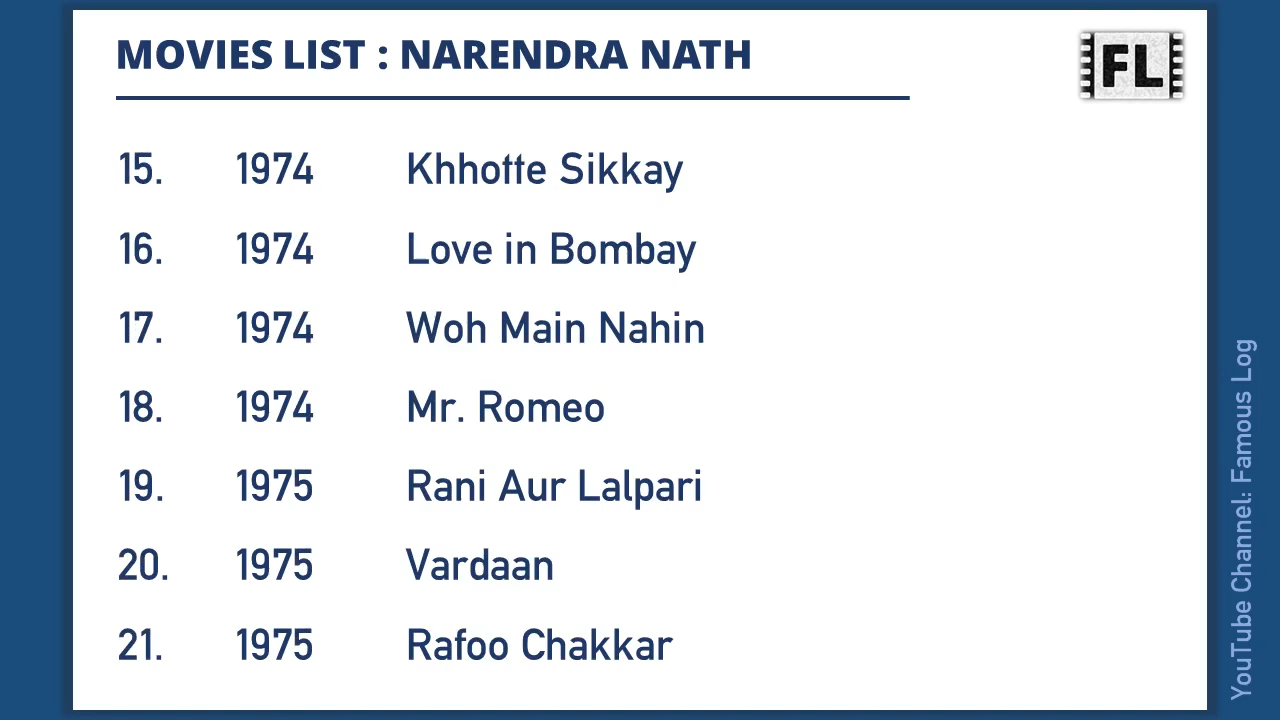 MOVIES LIST : NARENDRA NATH
FL
15. 1974 Khhotte Sikkay
16. 1974 Love in Bombay
17. 1974 Woh Main Nahin
18. 1974 Mr. Romeo
19. 1975 Rani Aur Lalpari
20. 1975 Vardaan
21. 1975 Rafoo Chakkar
YouTube Channel: Famous Log